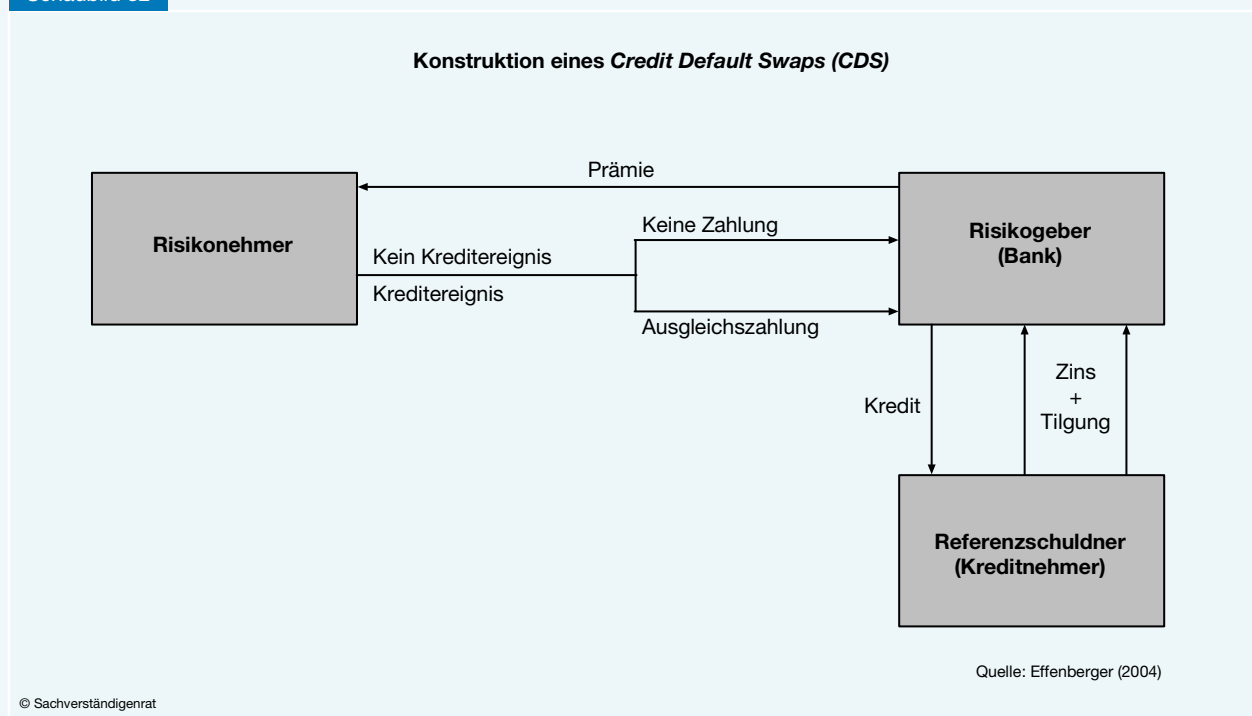 Konstruktion eines Credit Default Swaps (CDS)
Prämie
Risikonehmer
Kein Kreditereignis
Kreditereignis
Keine Zahlung
Ausgleichszahlung
Risikogeber
(Bank)
Kredit
Zins
+
Tilgung
Referenzschuldner
(Kreditnehmer)
Quelle: Effenberger (2004)
© Sachverständigenrat